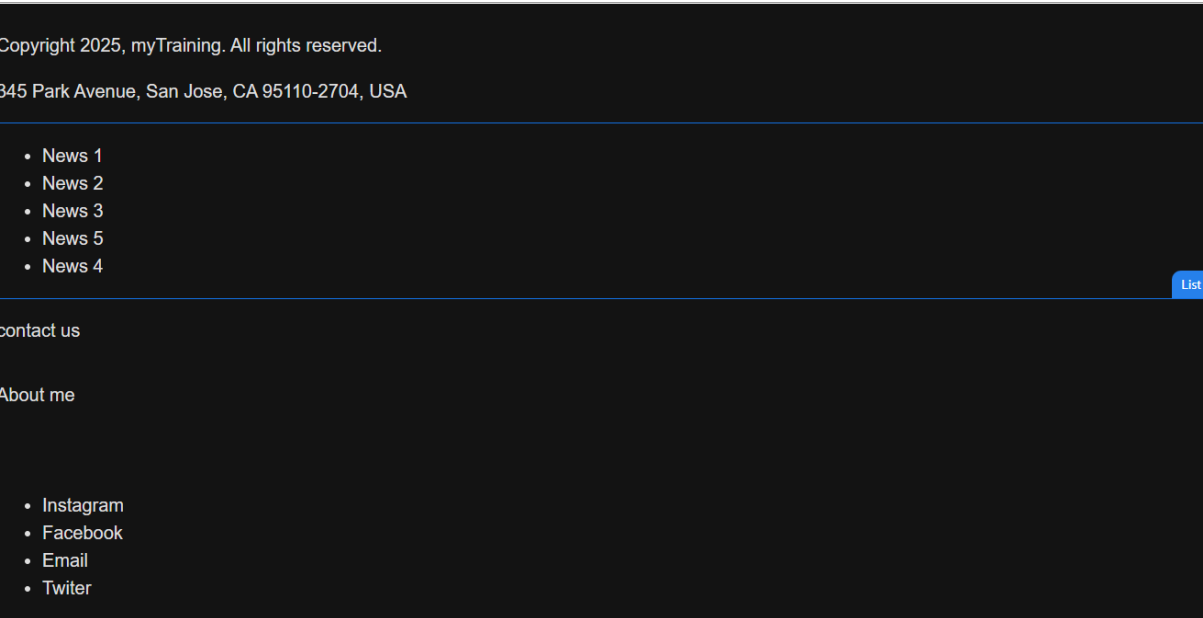 Copyright 2025, myTraining. All rights reserved.
345 Park Avenue, San Jose, CA 95110-2704, USA
News 1
News 2
News 3
News 5
News 4
List
contact us
About me
Instagram
Facebook
Email
Twiter